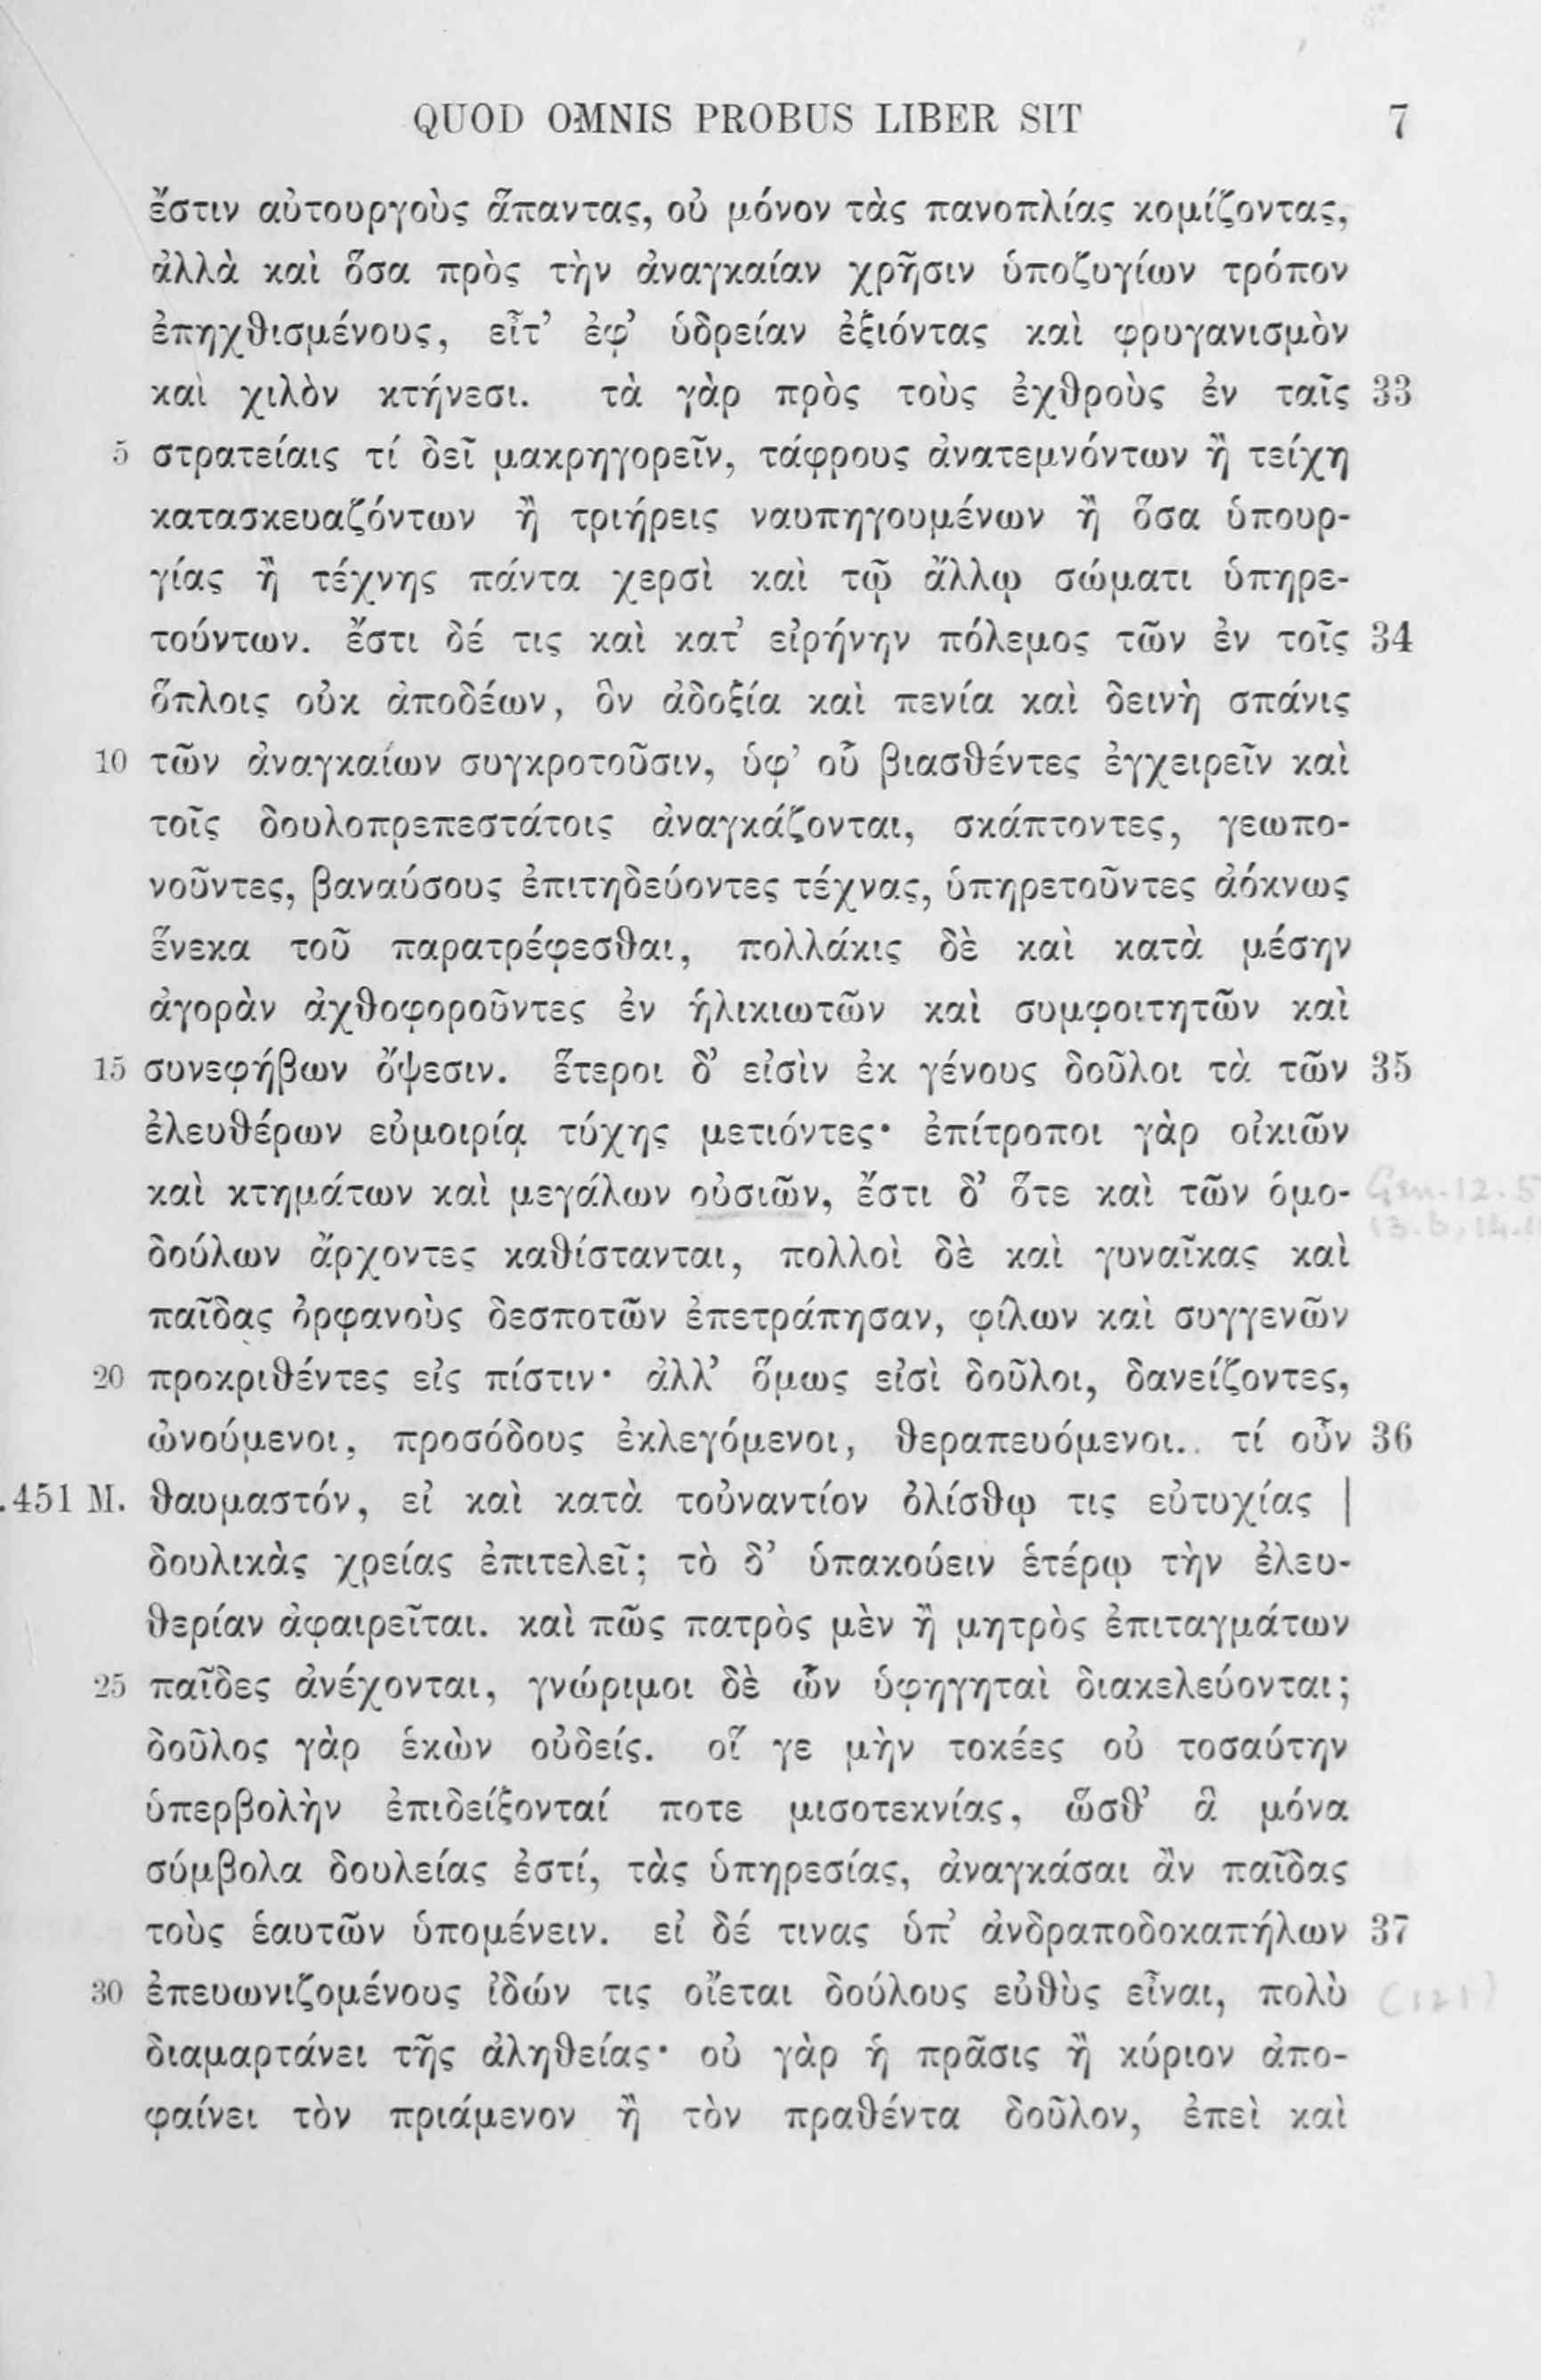 QUOD OMNIS PROBUS LIBER SIT 7
ἔστιν αὐτουργοὺς ἅπαντας, οὐ μόνον τὰς πανοπλίας κομίζοντας,
ἀλλὰ καὶ ὅσα πρὸς τὴν ἀναγκαίαν χρῆσιν ὑποζυγίων τρόπον
ἐπηχθισμένους, εἶτ’ ἐφ’ ὑδρείαν ἐξιόντας καὶ φρυγανισμὸν
καὶ χιλὸν κτήνεσι. τὰ γὰρ πρὸς τοὺς ἐχθροὺς ἐν ταῖς 33
5 στρατείαις τί δεῖ μακρηγορεῖν, τάφρους ἀνατεμνόντων ἢ τείχη
κατασκευαζόντων ἢ τριήρεις ναυπηγουμένων ἢ ὅσα ὑπουρ-
γίας ἢ τέχνης πάντα χερσὶ καὶ τῷ ἄλλῳ σώματι ὑπηρε-
τούντων. ἔστι δέ τις καὶ κατ’ εἰρήνην πόλεμος τῶν ἐν τοῖς 34
ὅπλοις οὐκ ἀποδέων, ὃν ἀδοξία καὶ πενία καὶ δεινὴ σπάνις
10 τῶν ἀναγκαίων συγκροτοῦσιν, ὑφ’ οὗ βιασθέντες ἐγχειρεῖν καὶ
τοῖς δουλοπρεπεστάτοις ἀναγκάζονται, σκάπτοντες, γεωπο-
νοῦντες, βαναύσους ἐπιτηδεύοντες τέχνας, ὑπηρετοῦντες ἀόκνως
ἕνεκα τοῦ παρατρέφεσθαι, πολλάκις δὲ καὶ κατὰ μέσην
ἀγορὰν ἀχθοφοροῦντες ἐν ἡλικιωτῶν καὶ συμφοιτητῶν καὶ
15 συνεφήβων ὄψεσιν. ἕτεροι δ’ εἰσὶν ἐκ γένους δοῦλοι τὰ τῶν 35
ἐλευθέρων εὐμοιρίᾳ τύχης μετιόντες· ἐπίτροποι γὰρ οἰκιῶν
καὶ κτημάτων καὶ μεγάλων οὐσιῶν, ἔστι δ’ ὅτε καὶ τῶν ὁμο- Gen. 12.5
δούλων ἄρχοντες καθίστανται, πολλοὶ δὲ καὶ γυναῖκας καὶ
παῖδας ὀρφανοὺς δεσποτῶν ἐπετράπησαν, φίλων καὶ συγγενῶν
20 προκριθέντες εἰς πίστιν· ἀλλ’ ὅμως εἰσὶ δοῦλοι, δανείζοντες,
ὠνούμενοι, προσόδους ἐκλεγόμενοι, θεραπευόμενοι. τί οὖν 36
.451 M. θαυμαστόν, εἰ καὶ κατὰ τοὐναντίον ὀλίσθῳ τις εὐτυχίας |
δουλικὰς χρείας ἐπιτελεῖ; τὸ δ’ ὑπακούειν ἑτέρῳ τὴν ἐλευ-
θερίαν ἀφαιρεῖται. καὶ πῶς πατρὸς μὲν ἢ μητρὸς ἐπιταγμάτων
25 παῖδες ἀνέχονται, γνώριμοι δὲ ὧν ὑφηγηταὶ διακελεύονται;
δοῦλος γὰρ ἑκὼν οὐδείς. οἵ γε μὴν τοκέες οὐ τοσαύτην
ὑπερβολὴν ἐπιδείξονταί ποτε μισοτεκνίας, ὥσθ’ ἃ μόνα
σύμβολα δουλείας ἐστί, τὰς ὑπηρεσίας, ἀναγκάσαι ἂν παῖδας
τοὺς ἑαυτῶν ὑπομένειν. εἰ δέ τινας ὑπ’ ἀνδραποδοκαπήλων 37
30 ἐπευωνιζομένους ἰδών τις οἴεται δούλους εὐθὺς εἶναι, πολὺ (121)
διαμαρτάνει τῆς ἀληθείας· οὐ γὰρ ἡ πρᾶσις ἢ κύριον ἀπο-
φαίνει τὸν πριάμενον ἢ τὸν πραθέντα δοῦλον, ἐπεὶ καὶ